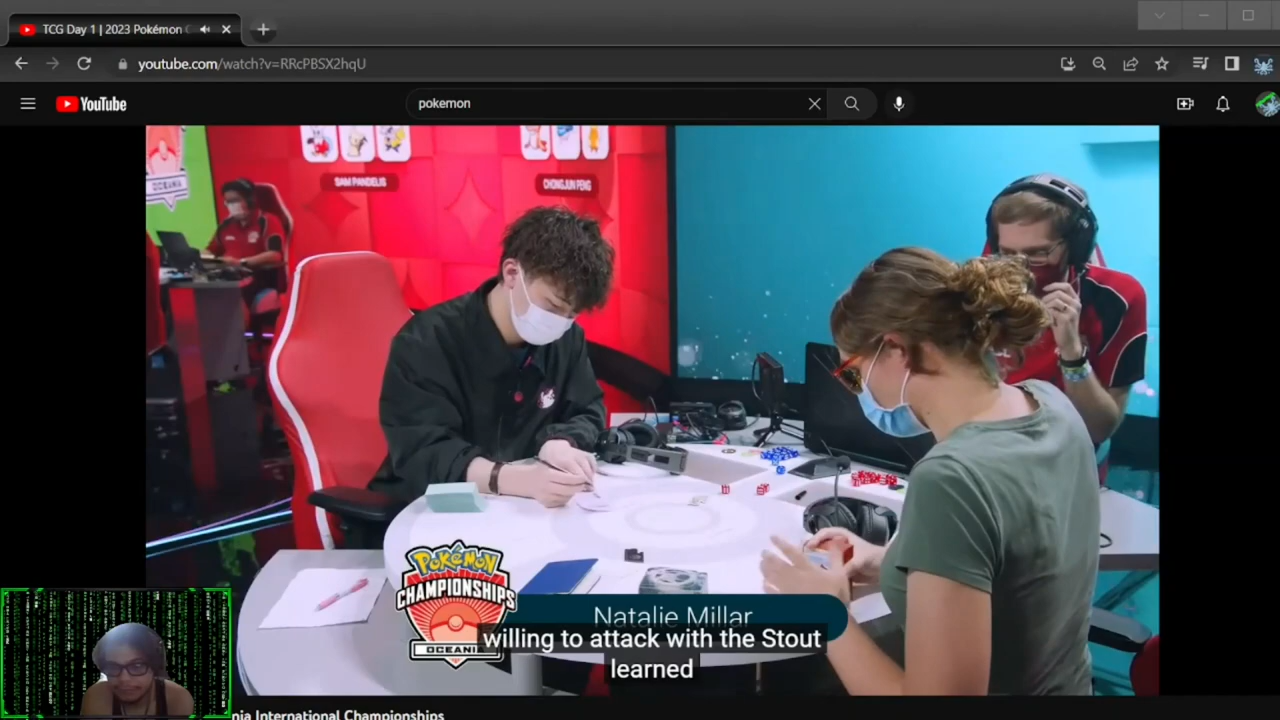 TCG Day 1 | 2023 Pokémon
youtube.com/watch?v=RRcPBSX2hqU
YouTube
pokemon
OCEANIA
SAM PANDELIS
CHONGJUN PENG
POKéMON
CHAMPIONSHIPS
OCEANIA
Natalie Millar
willing to attack with the Stout
learned
nia International Championships